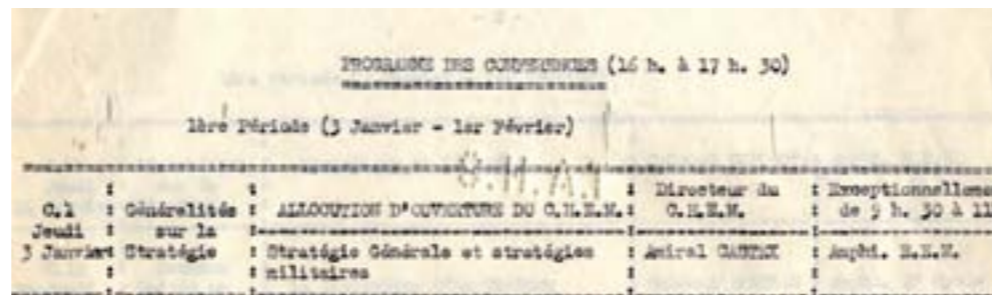 PROGRAMME DES CONFERENCES (16 h. à 17 h. 30)
1ère Période (3 Janvier - 1er Février)
S.H.A.T
C.1 Jeudi 3 Janvier : Généralités sur la Stratégie : ALLOCUTION D'OUVERTURE DU C.H.E.N. : Directeur du C.H.E.N. : Exceptionnelleme de 9 h. 30 à 11
Stratégie Générale et stratégies militaires : Amiral CASTEX : Amphi. E.E.N.